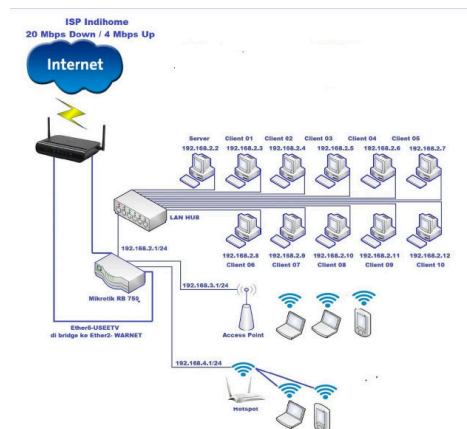 ISP Indihome
20 Mbps Down / 4 Mbps Up
Internet
Server Client 01 Client 02 Client 03 Client 04 Client 05
192.168.2.2 192.168.2.3 192.168.2.4 192.168.2.5 192.168.2.6 192.168.2.7
LAN HUB
192.168.2.1/24
192.168.2.8 192.168.2.9 192.168.2.10 192.168.2.11 192.168.2.12
Client 06 Client 07 Client 08 Client 09 Client 10
192.168.3.1/24
Mikrotik RB 750
Ether5-USEETV
di bridge ke Ether2- WARNET
Access Point
192.168.4.1/24
Hotspot